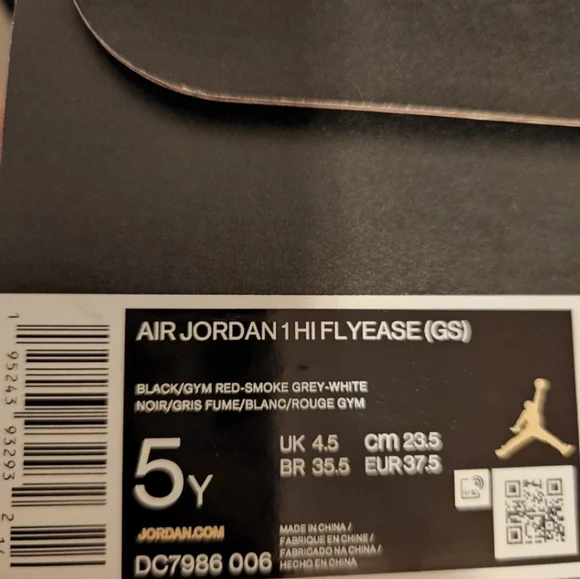 AIR JORDAN 1 HI FLYEASE (GS)
BLACK/GYM RED-SMOKE GREY-WHITE
NOIR/GRIS FUME/BLANC/ROUGE GYM
5Y
UK 4.5 cm 23.5
BR 35.5 EUR 37.5
JORDAN.COM
DC7986 006
MADE IN CHINA /
FABRIQUE EN CHINE /
FABRICADO NA CHINA /
HECHO EN CHINA
1 95243 93293 2